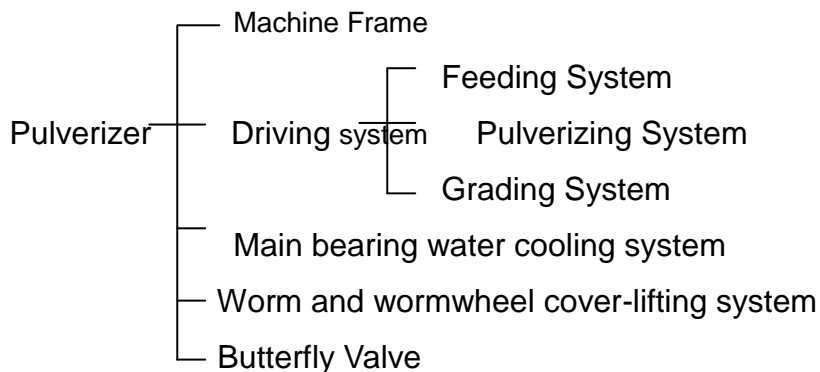 Machine Frame
Feeding System
Pulverizer Driving system Pulverizing System
Grading System
Main bearing water cooling system
Worm and wormwheel cover-lifting system
Butterfly Valve